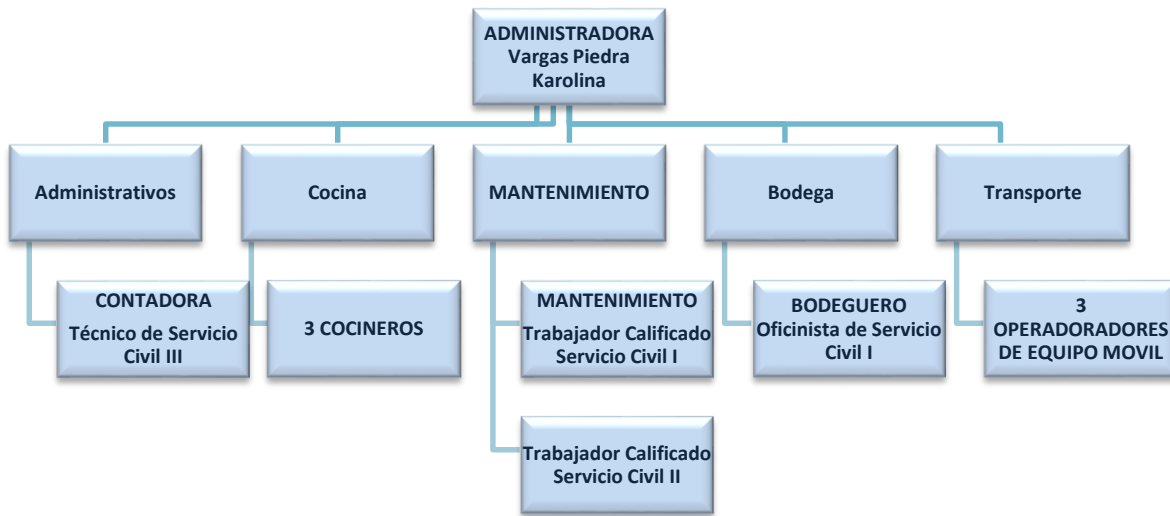 ADMINISTRADORA
Vargas Piedra
Karolina
Administrativos
Cocina
MANTENIMIENTO
Bodega
Transporte
CONTADORA
Técnico de Servicio
Civil III
3 COCINEROS
MANTENIMIENTO
Trabajador Calificado
Servicio Civil I
BODEGUERO
Oficinista de Servicio
Civil I
3
OPERADORADORES
DE EQUIPO MOVIL
Trabajador Calificado
Servicio Civil II